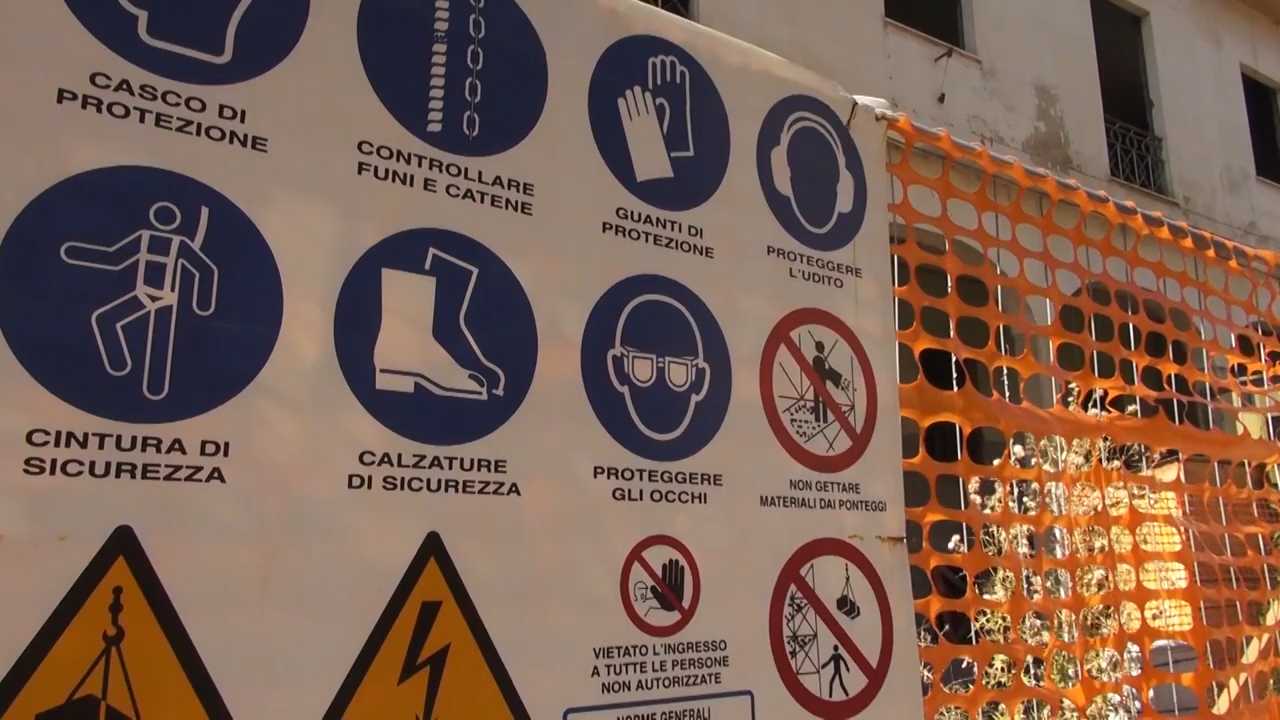 CASCO DI
PROTEZIONE
CONTROLLARE
FUNI E CATENE
GUANTI DI
PROTEZIONE
PROTEGGERE
L'UDITO
CINTURA DI
SICUREZZA
CALZATURE
DI SICUREZZA
PROTEGGERE
GLI OCCHI
NON GETTARE
MATERIALI DAI PONTEGGI
VIETATO L'INGRESSO
A TUTTE LE PERSONE
NON AUTORIZZATE
NORME GENERALI